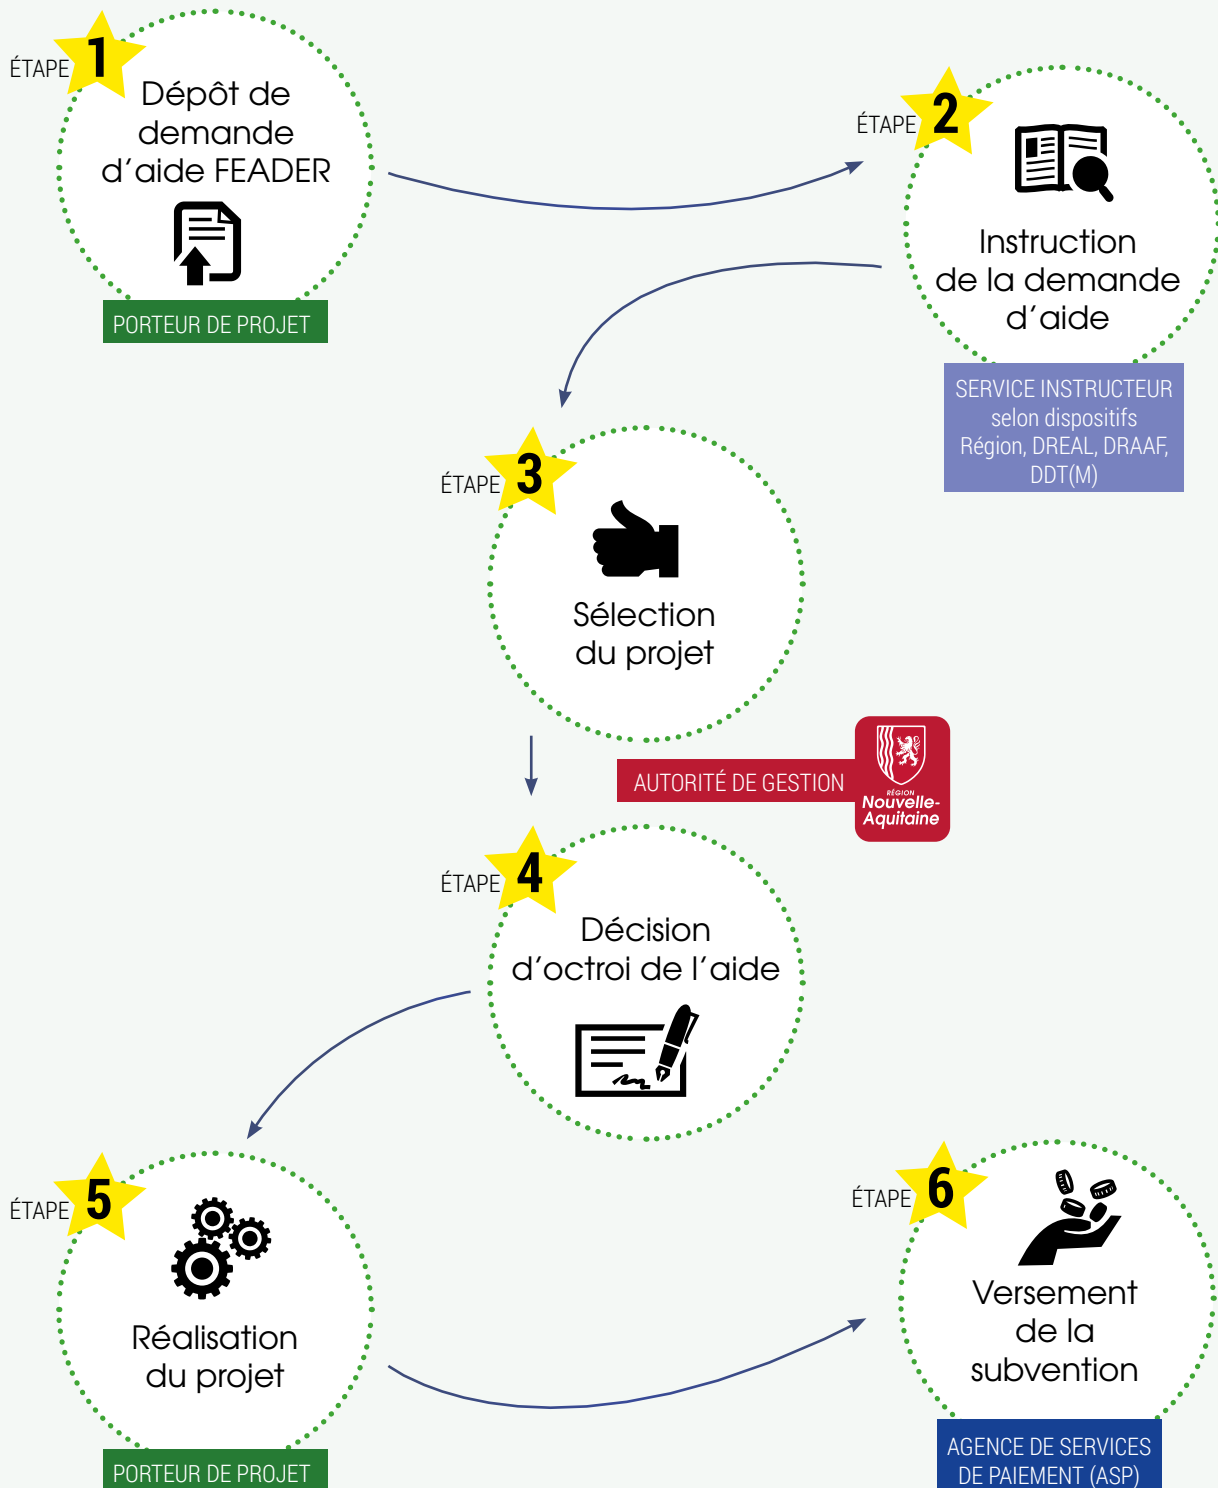 ÉTAPE 1
Dépôt de
demande
d’aide FEADER
PORTEUR DE PROJET
ÉTAPE 2
Instruction
de la demande
d’aide
SERVICE INSTRUCTEUR
selon dispositifs
Région, DREAL, DRAAF,
DDT(M)
ÉTAPE 3
Sélection
du projet
AUTORITÉ DE GESTION
RÉGION
Nouvelle-
Aquitaine
ÉTAPE 4
Décision
d’octroi de l’aide
ÉTAPE 5
Réalisation
du projet
PORTEUR DE PROJET
ÉTAPE 6
Versement
de la
subvention
AGENCE DE SERVICES
DE PAIEMENT (ASP)